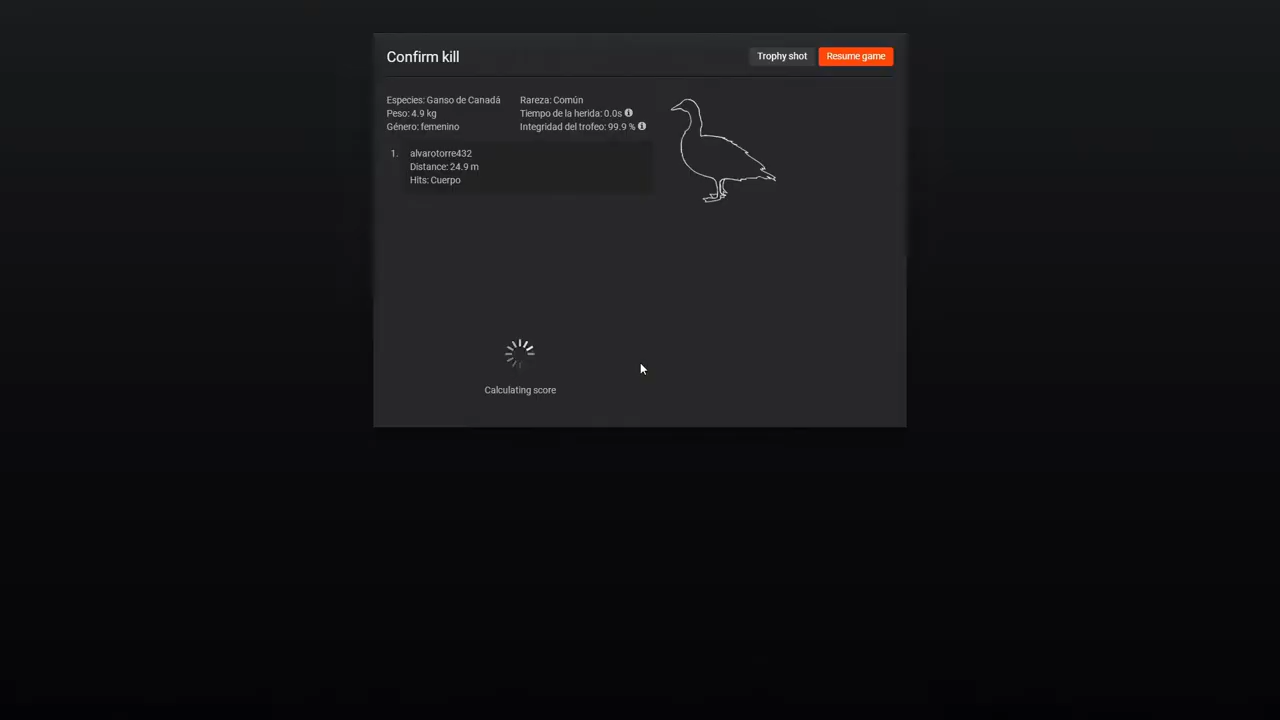 Confirm kill
Trophy shot
Resume game
Especies: Ganso de Canadá
Peso: 4.9 kg
Género: femenino
Rareza: Común
Tiempo de la herida: 0.0s
Integridad del trofeo: 99.9 %
1. alvarotorre432
Distance: 24.9 m
Hits: Cuerpo
Calculating score